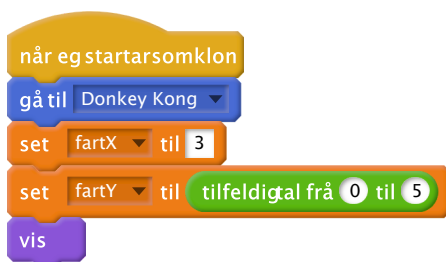 når eg startar som klon
gå til Donkey Kong
set fartX til 3
set fartY til tilfeldig tal frå 0 til 5
vis